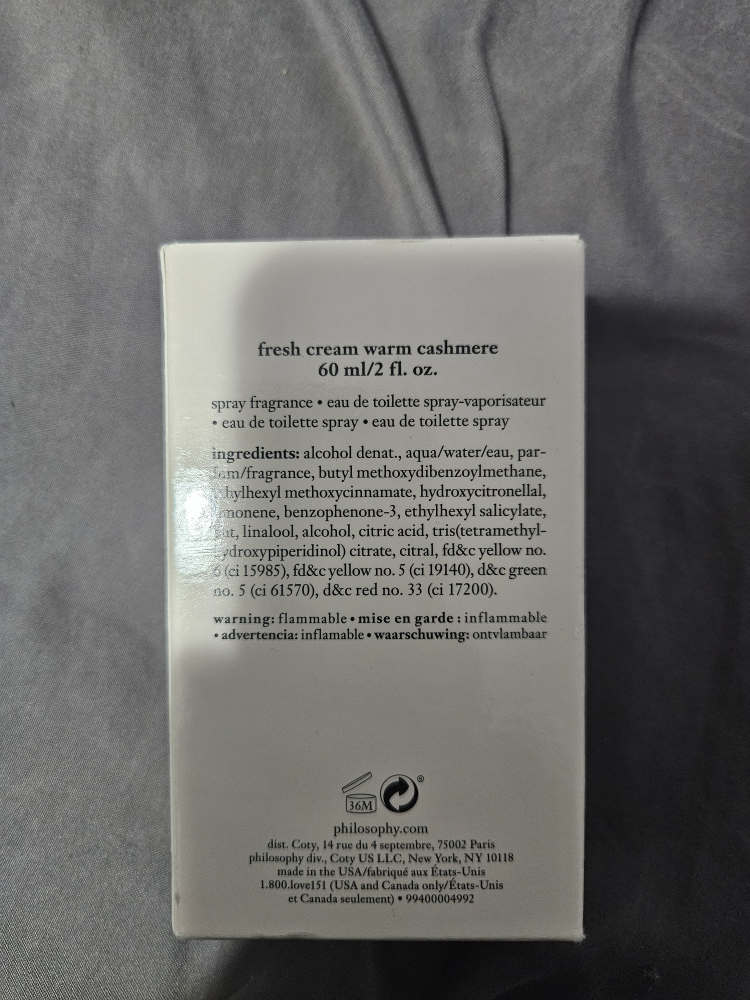 fresh cream warm cashmere
60 ml/2 fl. oz.
spray fragrance • eau de toilette spray-vaporisateur
• eau de toilette spray • eau de toilette spray
ingredients: alcohol denat., aqua/water/eau, par-
fum/fragrance, butyl methoxydibenzoylmethane,
ethylhexyl methoxycinnamate, hydroxycitronellal,
limonene, benzophenone-3, ethylhexyl salicylate,
bht, linalool, alcohol, citric acid, tris(tetramethyl-
hydroxypiperidinol) citrate, citral, fd&c yellow no.
6 (ci 15985), fd&c yellow no. 5 (ci 19140), d&c green
no. 5 (ci 61570), d&c red no. 33 (ci 17200).
warning: flammable • mise en garde : inflammable
• advertencia: inflamable • waarschuwing: ontvlambaar
36M ®
philosophy.com
dist. Coty, 14 rue du 4 septembre, 75002 Paris
philosophy div., Coty US LLC, New York, NY 10118
made in the USA/fabriqué aux États-Unis
1.800.love151 (USA and Canada only/États-Unis
et Canada seulement) • 99400004992